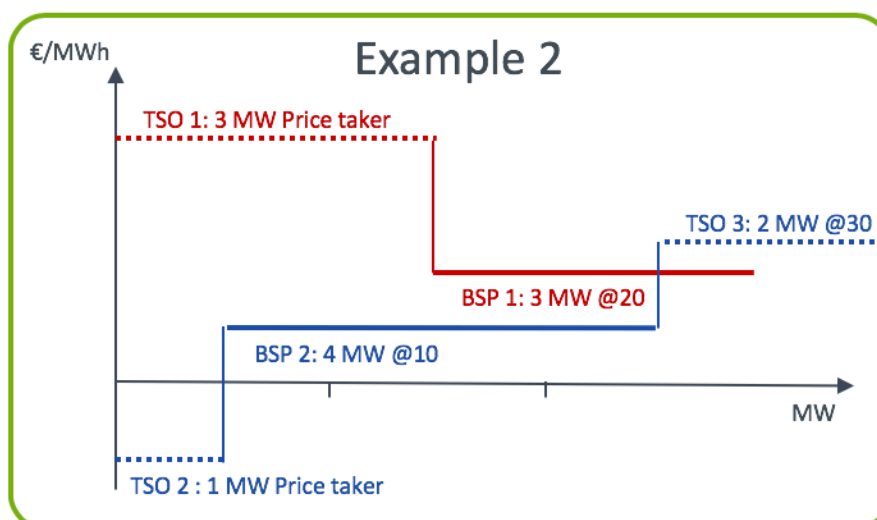 Example 2
€/MWh
TSO 1: 3 MW Price taker
TSO 3: 2 MW @30
BSP 1: 3 MW @20
BSP 2: 4 MW @10
MW
TSO 2 : 1 MW Price taker